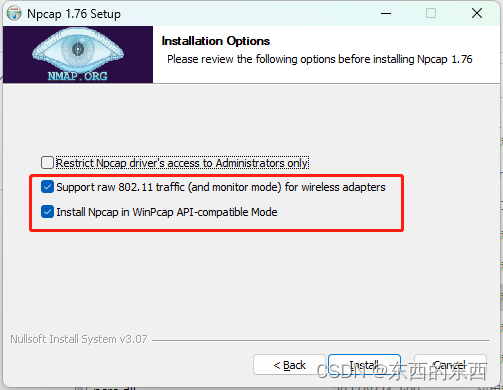 Npcap 1.76 Setup
Installation Options
Please review the following options before installing Npcap 1.76
NMAP.ORG
Restrict Npcap driver's access to Administrators only
Support raw 802.11 traffic (and monitor mode) for wireless adapters
Install Npcap in WinPcap API-compatible Mode
Nullsoft Install System v3.07
< Back
Install
Cancel
CSDN @东西的东西